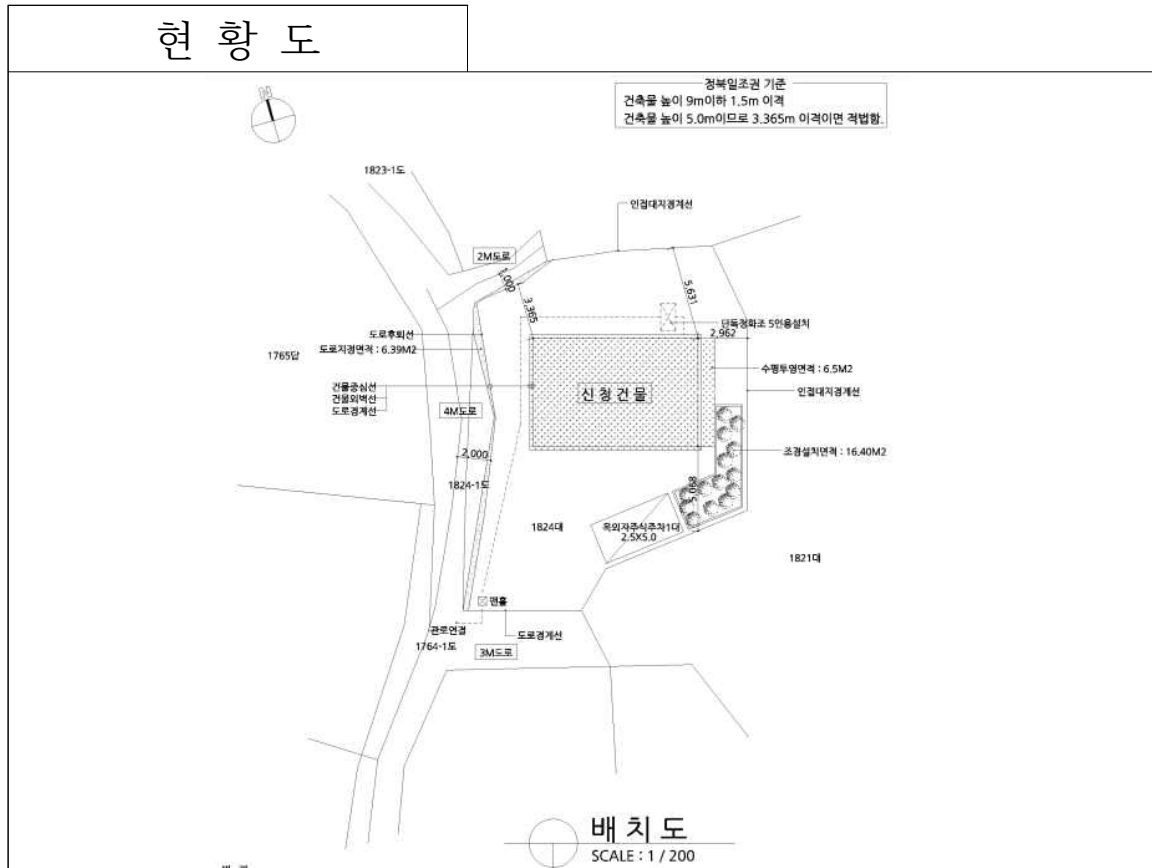 현 황 도
정북일조권 기준
건축물 높이 9m이하 1.5m 이격
건축물 높이 5.0m이므로 3.365m 이격이면 적법함.
N
1823-1도
인접대지경계선
2M도로
1,000
3,365
5,631
단독정화조 5인용설치
2,962
도로후퇴선
도로지정면적 : 6.39M2
1765답
수평투영면적 : 6.5M2
건물중심선
건물외벽선
도로경계선
신 청 건 물
인접대지경계선
4M도로
2,000
조경설치면적 : 16.40M2
1824-1도
5,098
1824대
옥외자주식주차1대
2.5X5.0
1821대
맨홀
관로연결
도로경계선
1764-1도
3M도로
배 치 도
SCALE : 1 / 200